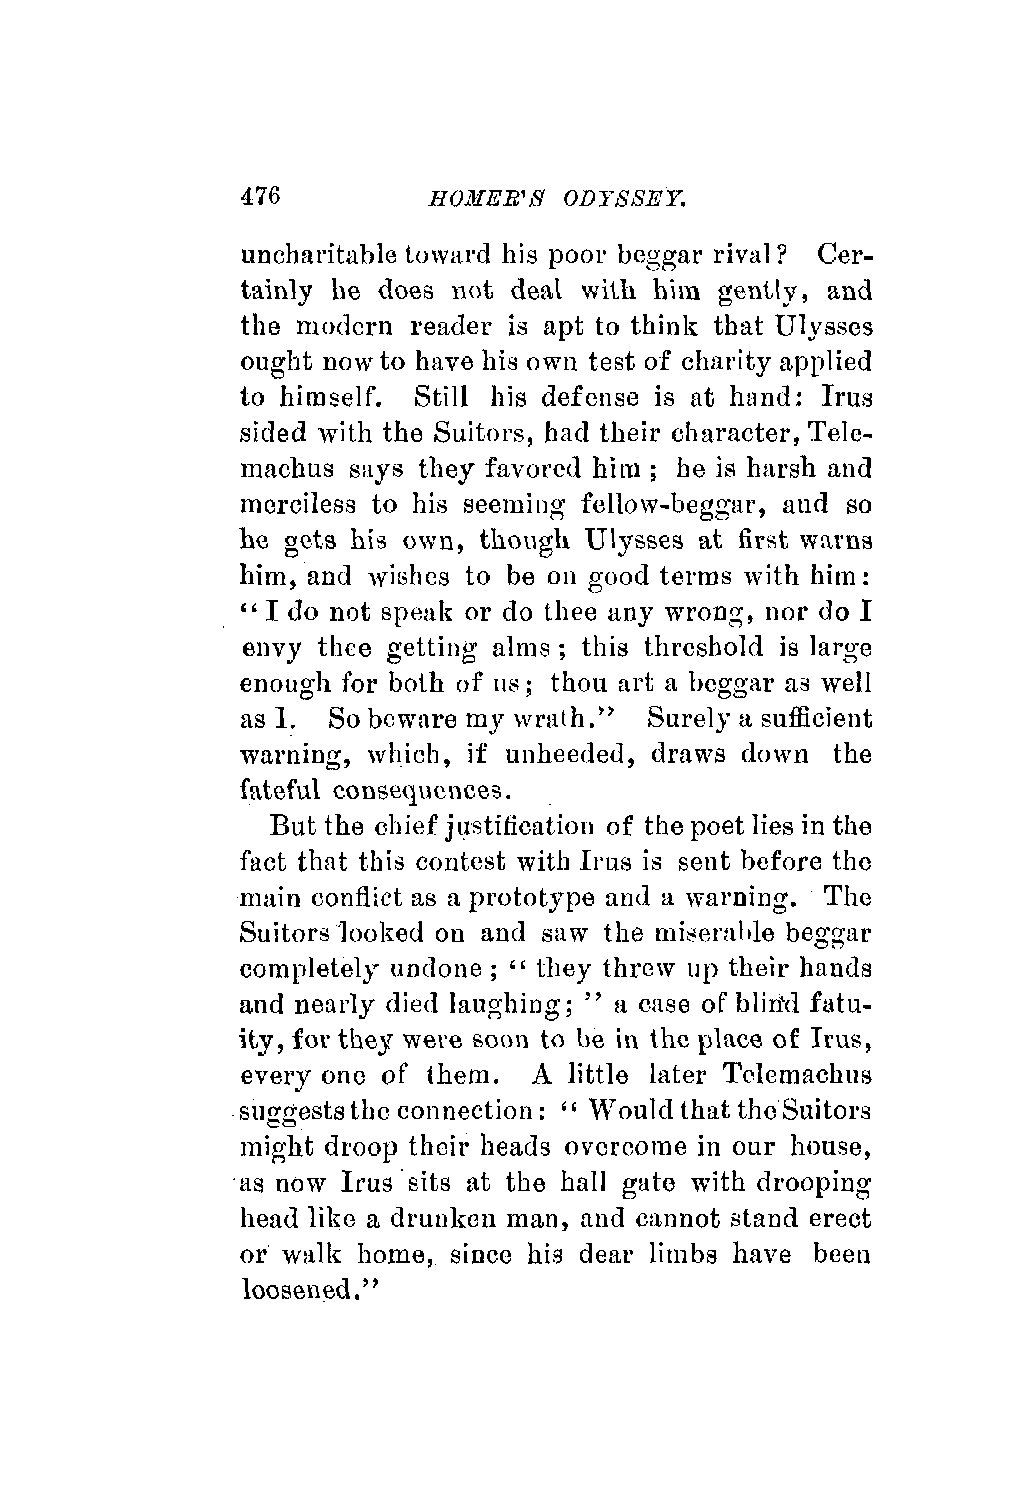 476 HOMER'S ODYSSEY.
uncharitable toward his poor beggar rival? Cer-
tainly he does not deal with him gently, and
the modern reader is apt to think that Ulysses
ought now to have his own test of charity applied
to himself. Still his defense is at hand: Irus
sided with the Suitors, had their character, Tele-
machus says they favored him; he is harsh and
merciless to his seeming fellow-beggar, and so
he gets his own, though Ulysses at first warns
him, and wishes to be on good terms with him:
"I do not speak or do thee any wrong, nor do I
envy thee getting alms; this threshold is large
enough for both of us; thou art a beggar as well
as I. So beware my wrath." Surely a sufficient
warning, which, if unheeded, draws down the
fateful consequences.
But the chief justification of the poet lies in the
fact that this contest with Irus is sent before the
main conflict as a prototype and a warning. The
Suitors looked on and saw the miserable beggar
completely undone; "they threw up their hands
and nearly died laughing;" a case of blind fatu-
ity, for they were soon to be in the place of Irus,
every one of them. A little later Telemachus
suggests the connection: "Would that the Suitors
might droop their heads overcome in our house,
as now Irus sits at the hall gate with drooping
head like a drunken man, and cannot stand erect
or walk home, since his dear limbs have been
loosened."